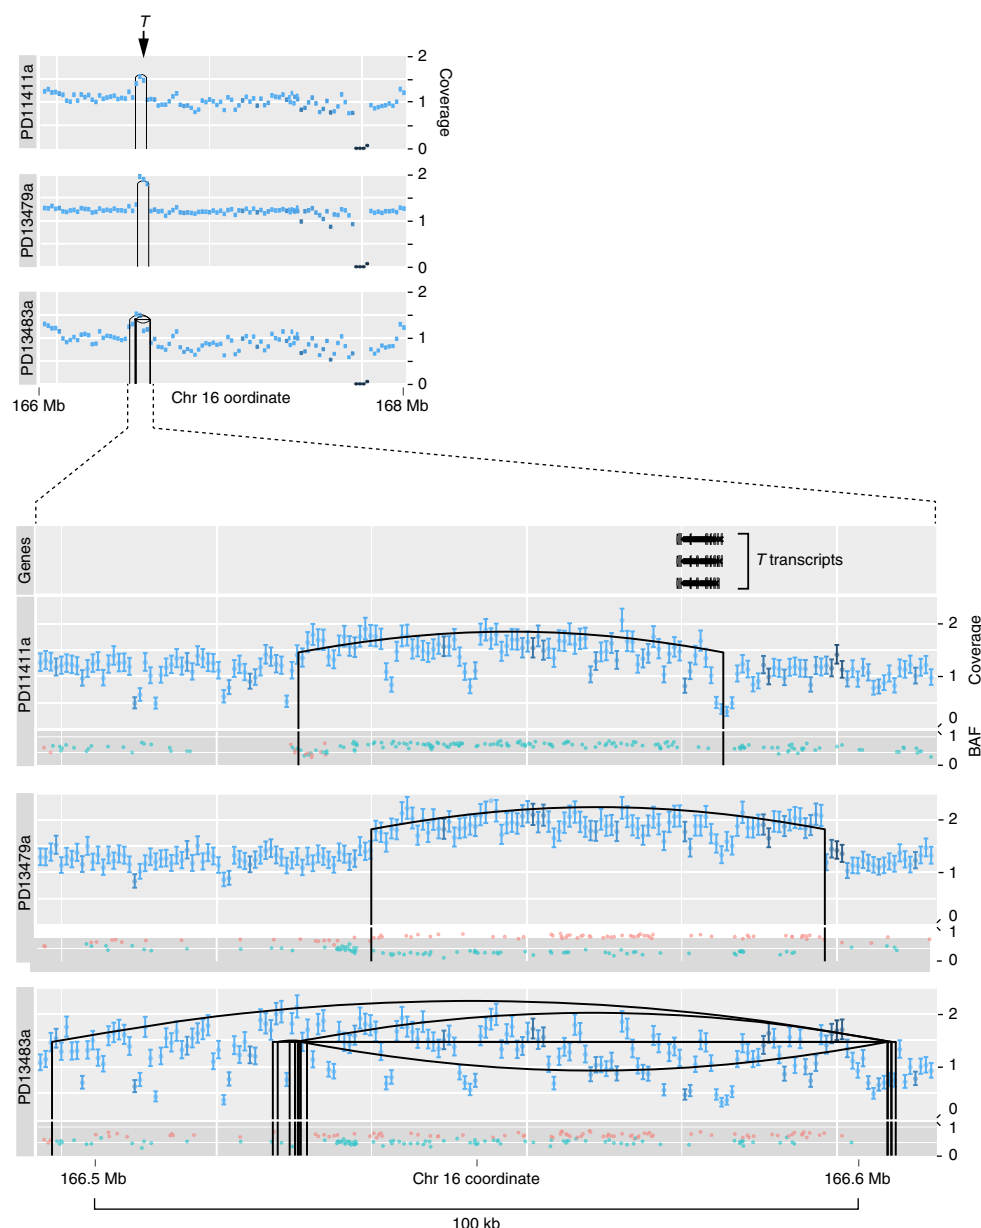 T
PD11411a
2
1
0
Coverage
PD13479a
2
1
0
PD13483a
2
1
0
166 Mb
Chr 16 oordinate
168 Mb
Genes
T transcripts
PD11411a
2
1
0
Coverage
1
0
BAF
PD13479a
2
1
0
1
0
PD13483a
2
1
0
1
0
166.5 Mb
Chr 16 coordinate
166.6 Mb
100 kb